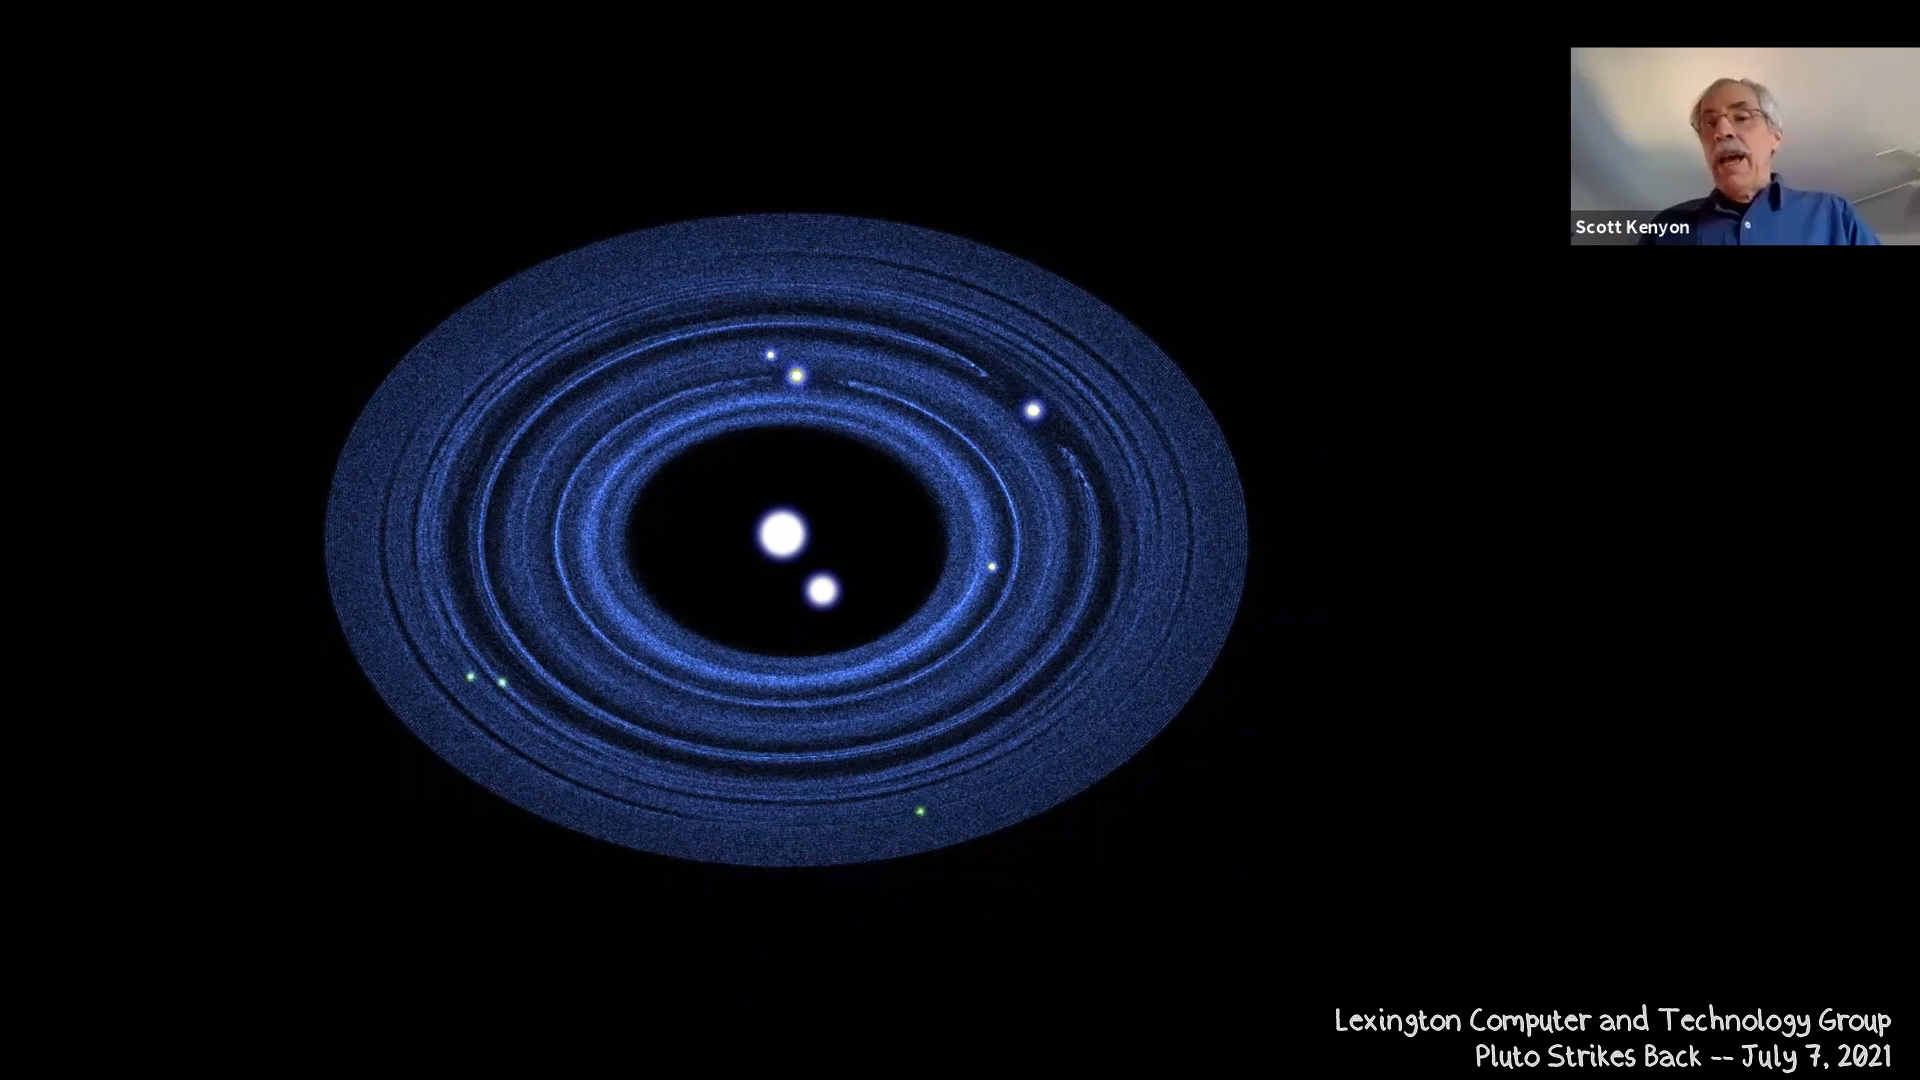 Scott Kenyon
Lexington Computer and Technology Group
Pluto Strikes Back -- July 7, 2021